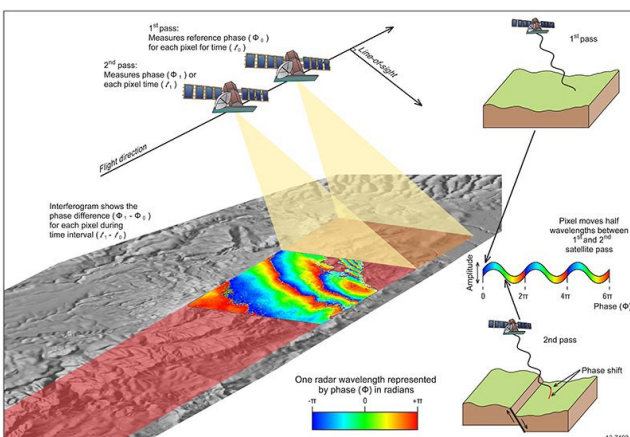 1st pass:
Measures reference phase (Φ0)
for each pixel for time (t0)
2nd pass:
Measures phase (Φ1) or
each pixel time (t1)
Line-of-sight
Flight direction
1st pass
Interferogram shows the
phase difference (Φ1 - Φ0)
for each pixel during
time interval (t1 - t0)
Pixel moves half
wavelengths between
1st and 2nd
satellite pass
Amplitude
0 2π 4π 6π
Phase (Φ)
2nd pass
Phase shift
One radar wavelength represented
by phase (Φ) in radians
-π 0 +π